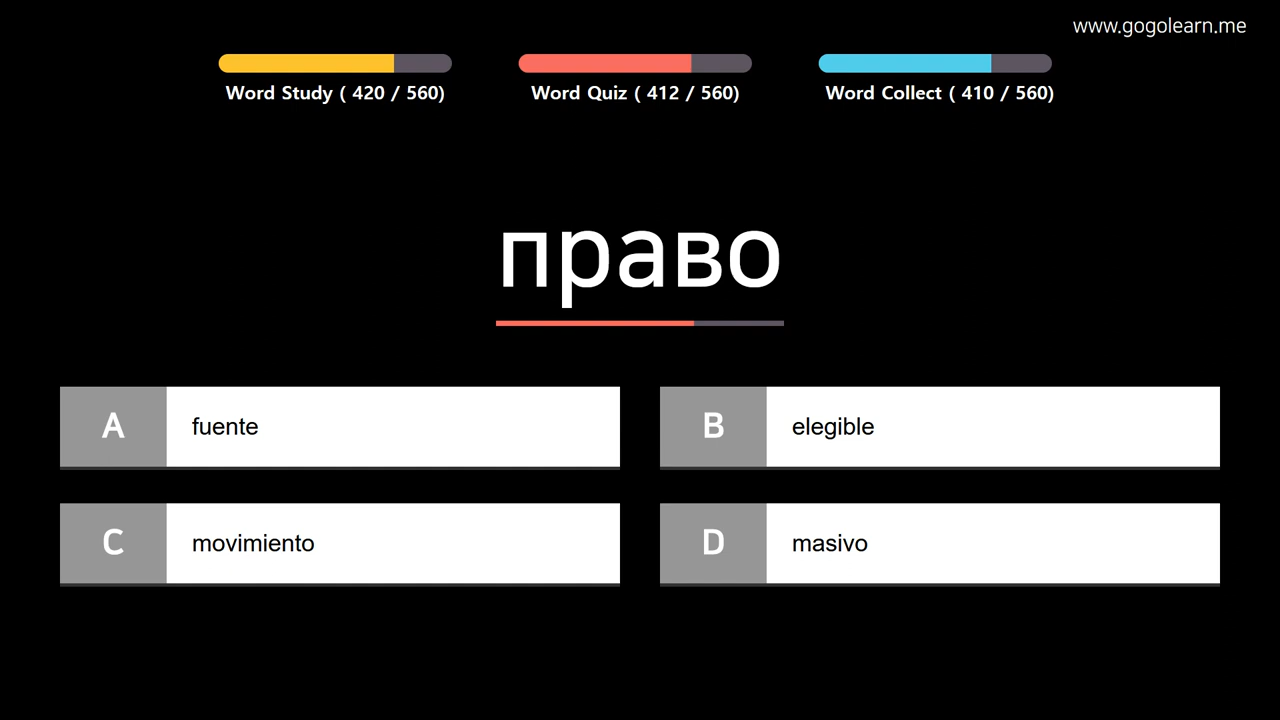 www.gogolearn.me
Word Study ( 420 / 560)
Word Quiz ( 412 / 560)
Word Collect ( 410 / 560)
право
A fuente
B elegible
C movimiento
D masivo